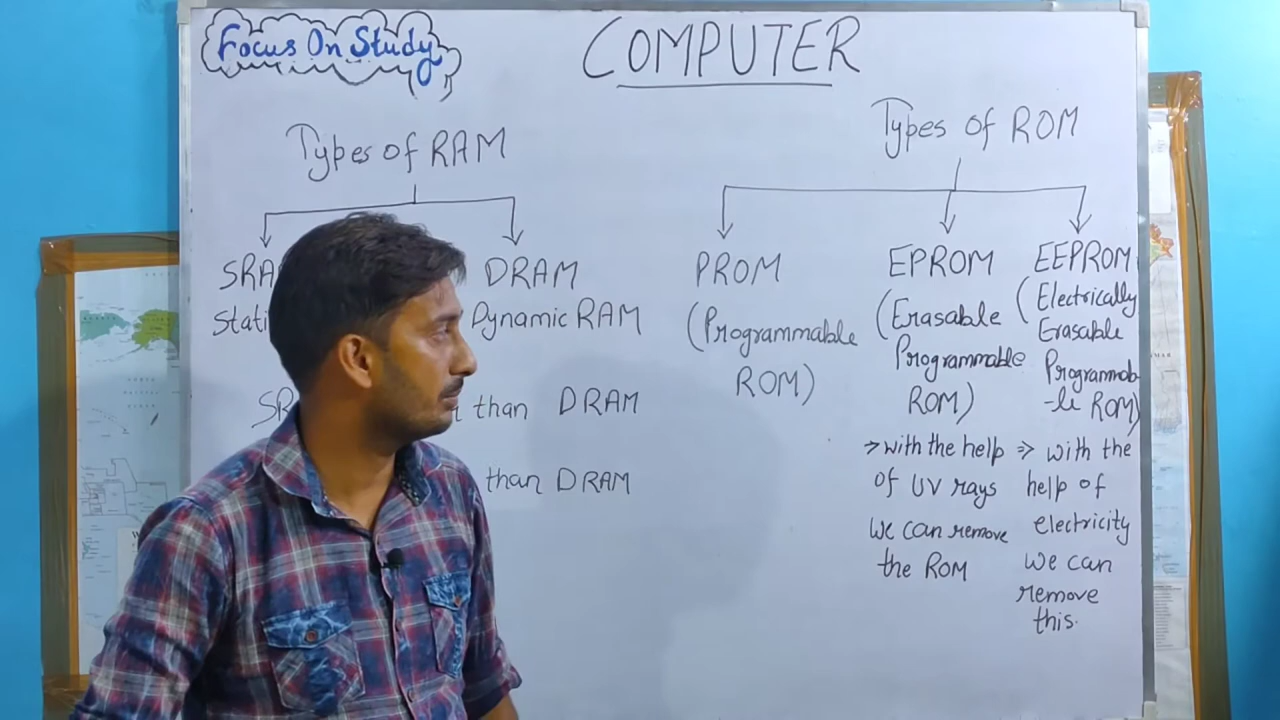 Focus On Study
COMPUTER
Types of RAM
DRAM
Dynamic RAM
than DRAM
than DRAM
Types of ROM
PROM
(Programmable
ROM)
EPROM
(Erasable
Programmable
ROM)
→ with the help
of UV rays
we can remove
the ROM
EEPROM
(Electrically
Erasable
Programmab
-le ROM)
⇒ with the
help of
electricity
we can
remove
this.